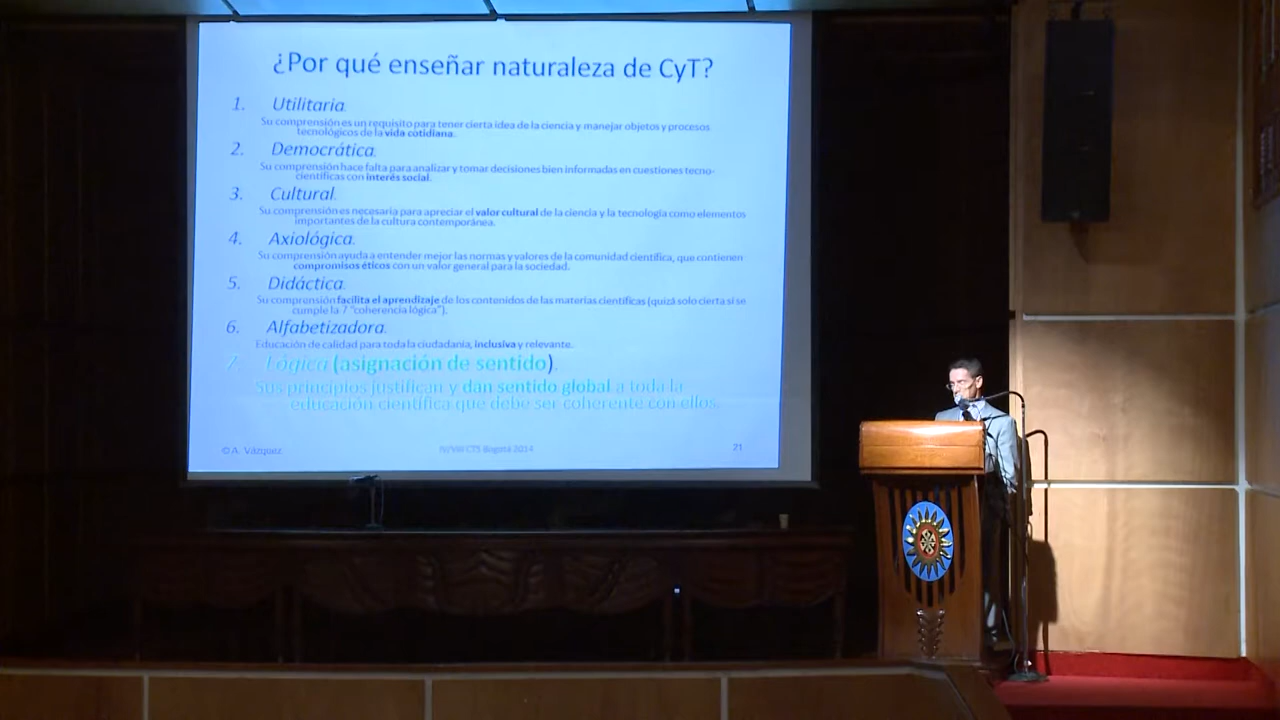 ¿Por qué enseñar naturaleza de CyT?
1. Utilitaria.
Su comprensión es un requisito para tener cierta idea de la ciencia y manejar objetos y procesos
tecnológicos de la vida cotidiana.
2. Democrática.
Su comprensión hace falta para analizar y tomar decisiones bien informadas en cuestiones tecno-
científicas con interés social.
3. Cultural.
Su comprensión es necesaria para apreciar el valor cultural de la ciencia y la tecnología como elementos
importantes de la cultura contemporánea.
4. Axiológica.
Su comprensión ayuda a entender mejor las normas y valores de la comunidad científica, que contienen
compromisos éticos con un valor general para la sociedad.
5. Didáctica.
Su comprensión facilita el aprendizaje de los contenidos de las materias científicas (quizá solo cierta si se
cumple la 7 "coherencia lógica").
6. Alfabetizadora.
Educación de calidad para toda la ciudadanía, inclusiva y relevante.
7. Lógica (asignación de sentido).
Sus principios justifican y dan sentido global a toda la
educación científica que debe ser coherente con ellos.
© A. Vázquez
CTS Bogotá 2014
21